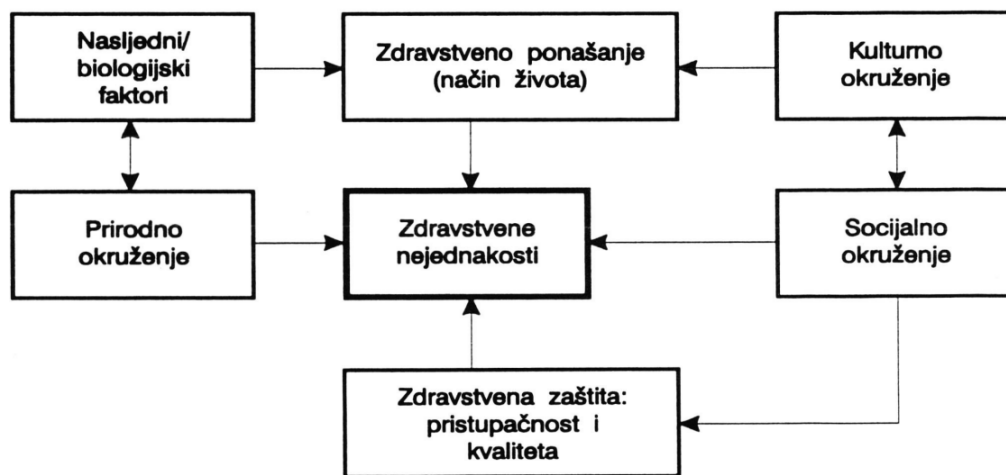 Nasljedni/
biologijski
faktori
Zdravstveno ponašanje
(način života)
Kulturno
okruženje
Prirodno
okruženje
Zdravstvene
nejednakosti
Socijalno
okruženje
Zdravstvena zaštita:
pristupačnost i
kvaliteta